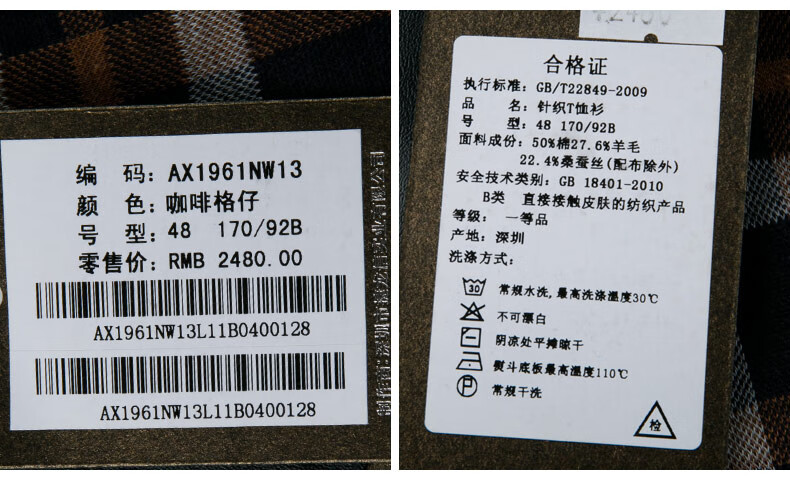 编 码: AX1961NW13
颜 色: 咖啡格仔
号 型: 48 170/92B
零售价: RMB 2480.00
AX1961NW13L11B0400128
AX1961NW13L11B0400128
合格证
执行标准: GB/T22849-2009
品 名: 针织T恤衫
号 型: 48 170/92B
面料成份: 50%棉27.6%羊毛
22.4%桑蚕丝(配布除外)
安全技术类别: GB 18401-2010
B类 直接接触皮肤的纺织产品
等级: 一等品
产地: 深圳
洗涤方式:
30 常规水洗,最高洗涤温度30℃
不可漂白
阴凉处平摊晾干
熨斗底板最高温度110℃
P 常规干洗
检